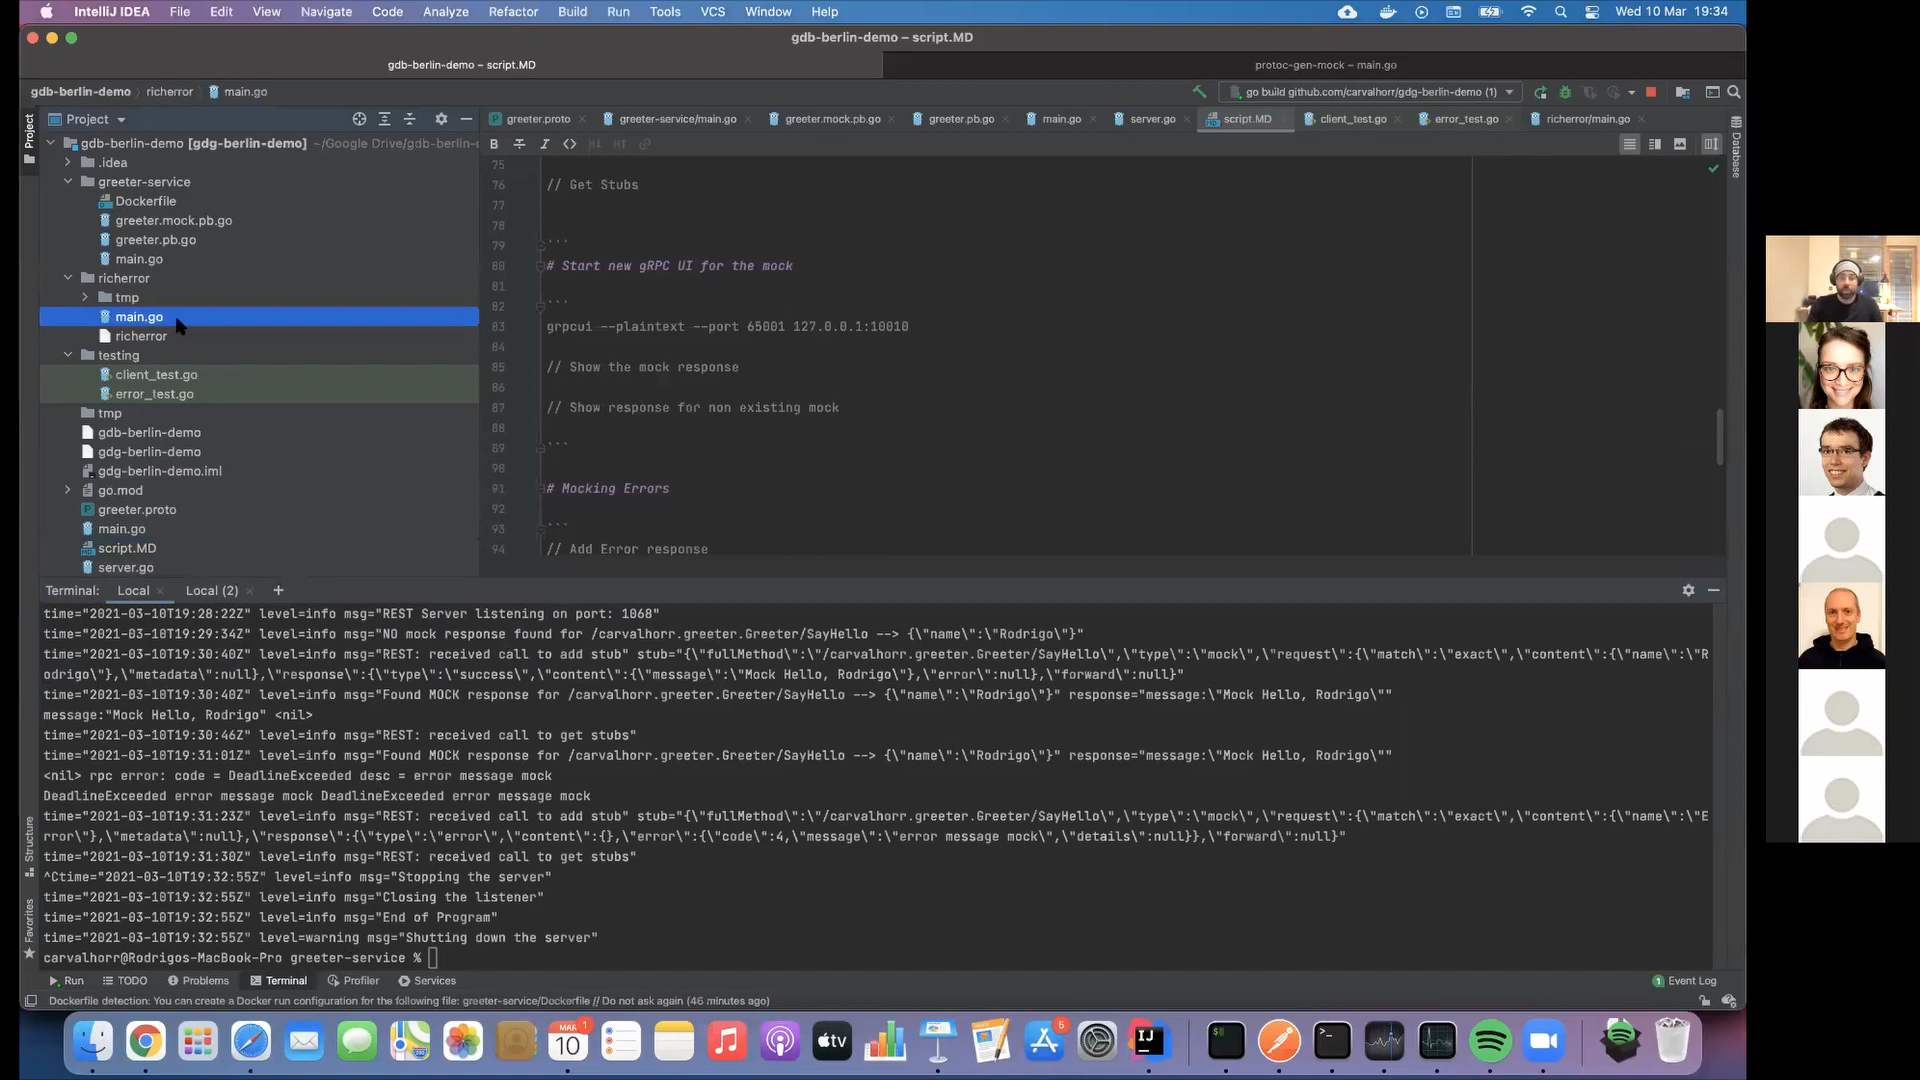 IntelliJ IDEA File Edit View Navigate Code Analyze Refactor Build Run Tools VCS Window Help 5 Wed 10 Mar 19:34
gdb-berlin-demo – script.MD
gdb-berlin-demo – script.MD
protoc-gen-mock – main.go
gdb-berlin-demo richerror main.go
go build github.com/carvalhorr/gdg-berlin-demo (1)
Project
Project
greeter.proto greeter-service/main.go greeter.mock.pb.go greeter.pb.go main.go server.go script.MD client_test.go error_test.go richerror/main.go
Database
gdb-berlin-demo [gdg-berlin-demo] ~/Google Drive/gdb-berlin-
.idea
greeter-service
Dockerfile
greeter.mock.pb.go
greeter.pb.go
main.go
richerror
tmp
main.go
richerror
testing
client_test.go
error_test.go
tmp
gdb-berlin-demo
gdg-berlin-demo
gdg-berlin-demo.iml
go.mod
greeter.proto
main.go
script.MD
server.go
B I
75
76 // Get Stubs
77
78
79 ```
80 # Start new gRPC UI for the mock
81
82 ```
83 grpcui --plaintext --port 65001 127.0.0.1:10010
84
85 // Show the mock response
86
87 // Show response for non existing mock
88
89 ```
90
91 # Mocking Errors
92
93 ```
94 // Add Error response
Terminal: Local Local (2) +
time="2021-03-10T19:28:22Z" level=info msg="REST Server listening on port: 1068"
time="2021-03-10T19:29:34Z" level=info msg="NO mock response found for /carvalhorr.greeter.Greeter/SayHello --> {\"name\":\"Rodrigo\"}"
time="2021-03-10T19:30:40Z" level=info msg="REST: received call to add stub" stub="{\"fullMethod\":\"/carvalhorr.greeter.Greeter/SayHello\",\"type\":\"mock\",\"request\":{\"match\":\"exact\",\"content\":{\"name\":\"R
odrigo\"},\"metadata\":null},\"response\":{\"type\":\"success\",\"content\":{\"message\":\"Mock Hello, Rodrigo\"},\"error\":null},\"forward\":null}"
time="2021-03-10T19:30:40Z" level=info msg="Found MOCK response for /carvalhorr.greeter.Greeter/SayHello --> {\"name\":\"Rodrigo\"}" response="message:\"Mock Hello, Rodrigo\""
message:"Mock Hello, Rodrigo" <nil>
time="2021-03-10T19:30:46Z" level=info msg="REST: received call to get stubs"
time="2021-03-10T19:31:01Z" level=info msg="Found MOCK response for /carvalhorr.greeter.Greeter/SayHello --> {\"name\":\"Rodrigo\"}" response="message:\"Mock Hello, Rodrigo\""
<nil> rpc error: code = DeadlineExceeded desc = error message mock
DeadlineExceeded error message mock DeadlineExceeded error message mock
time="2021-03-10T19:31:23Z" level=info msg="REST: received call to add stub" stub="{\"fullMethod\":\"/carvalhorr.greeter.Greeter/SayHello\",\"type\":\"mock\",\"request\":{\"match\":\"exact\",\"content\":{\"name\":\"E
rror\"},\"metadata\":null},\"response\":{\"type\":\"error\",\"content\":{},\"error\":{\"code\":4,\"message\":\"error message mock\",\"details\":null}},\"forward\":null}"
time="2021-03-10T19:31:30Z" level=info msg="REST: received call to get stubs"
^Ctime="2021-03-10T19:32:55Z" level=info msg="Stopping the server"
time="2021-03-10T19:32:55Z" level=info msg="Closing the listener"
time="2021-03-10T19:32:55Z" level=info msg="End of Program"
time="2021-03-10T19:32:55Z" level=warning msg="Shutting down the server"
carvalhorr@Rodrigos-MacBook-Pro greeter-service %
Structure
Favorites
Run TODO Problems Terminal Profiler Services 1 Event Log
Dockerfile detection: You can create a Docker run configuration for the following file: greeter-service/Dockerfile // Do not ask again (46 minutes ago)
MAR 1 10 tv 5 IJ